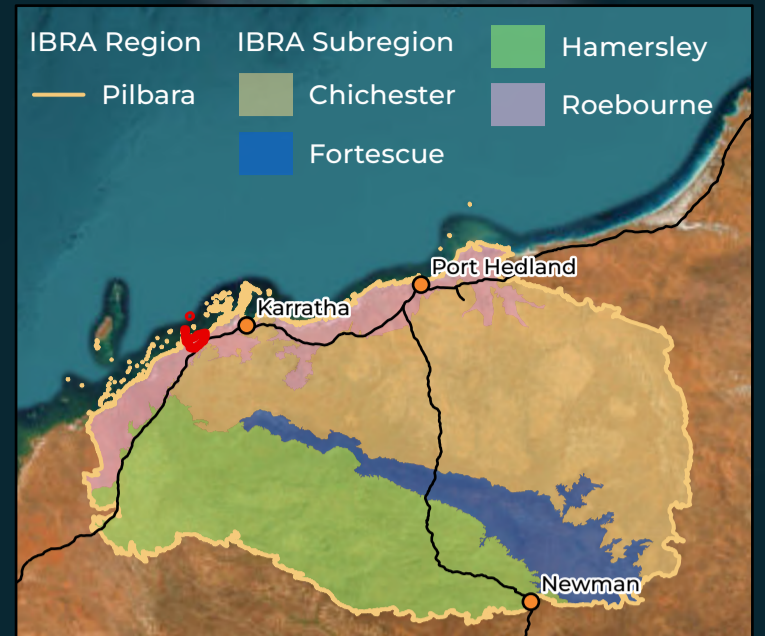 IBRA Region
Pilbara
IBRA Subregion
Chichester
Fortescue
Hamersley
Roebourne
Port Hedland
Karratha
Newman